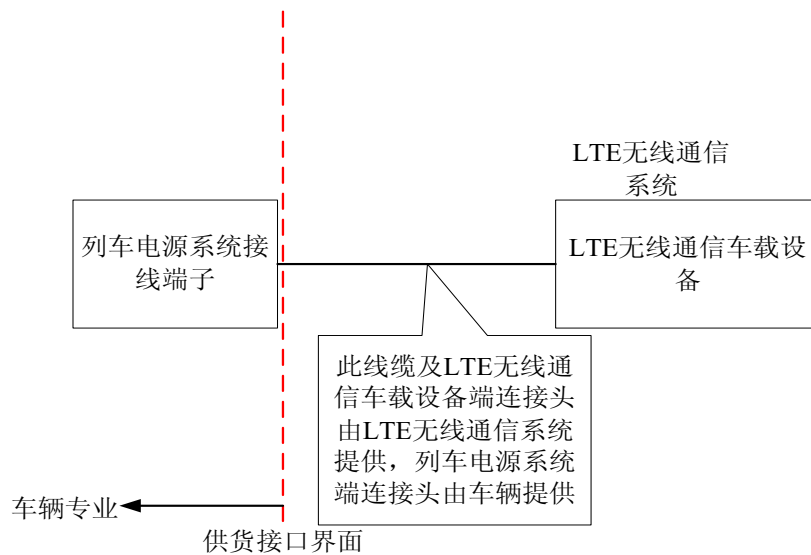 LTE无线通信
系统
列车电源系统接
线端子
LTE无线通信车载设
备
此线缆及LTE无线通
信车载设备端连接头
由LTE无线通信系统
提供，列车电源系统
端连接头由车辆提供
车辆专业
供货接口界面